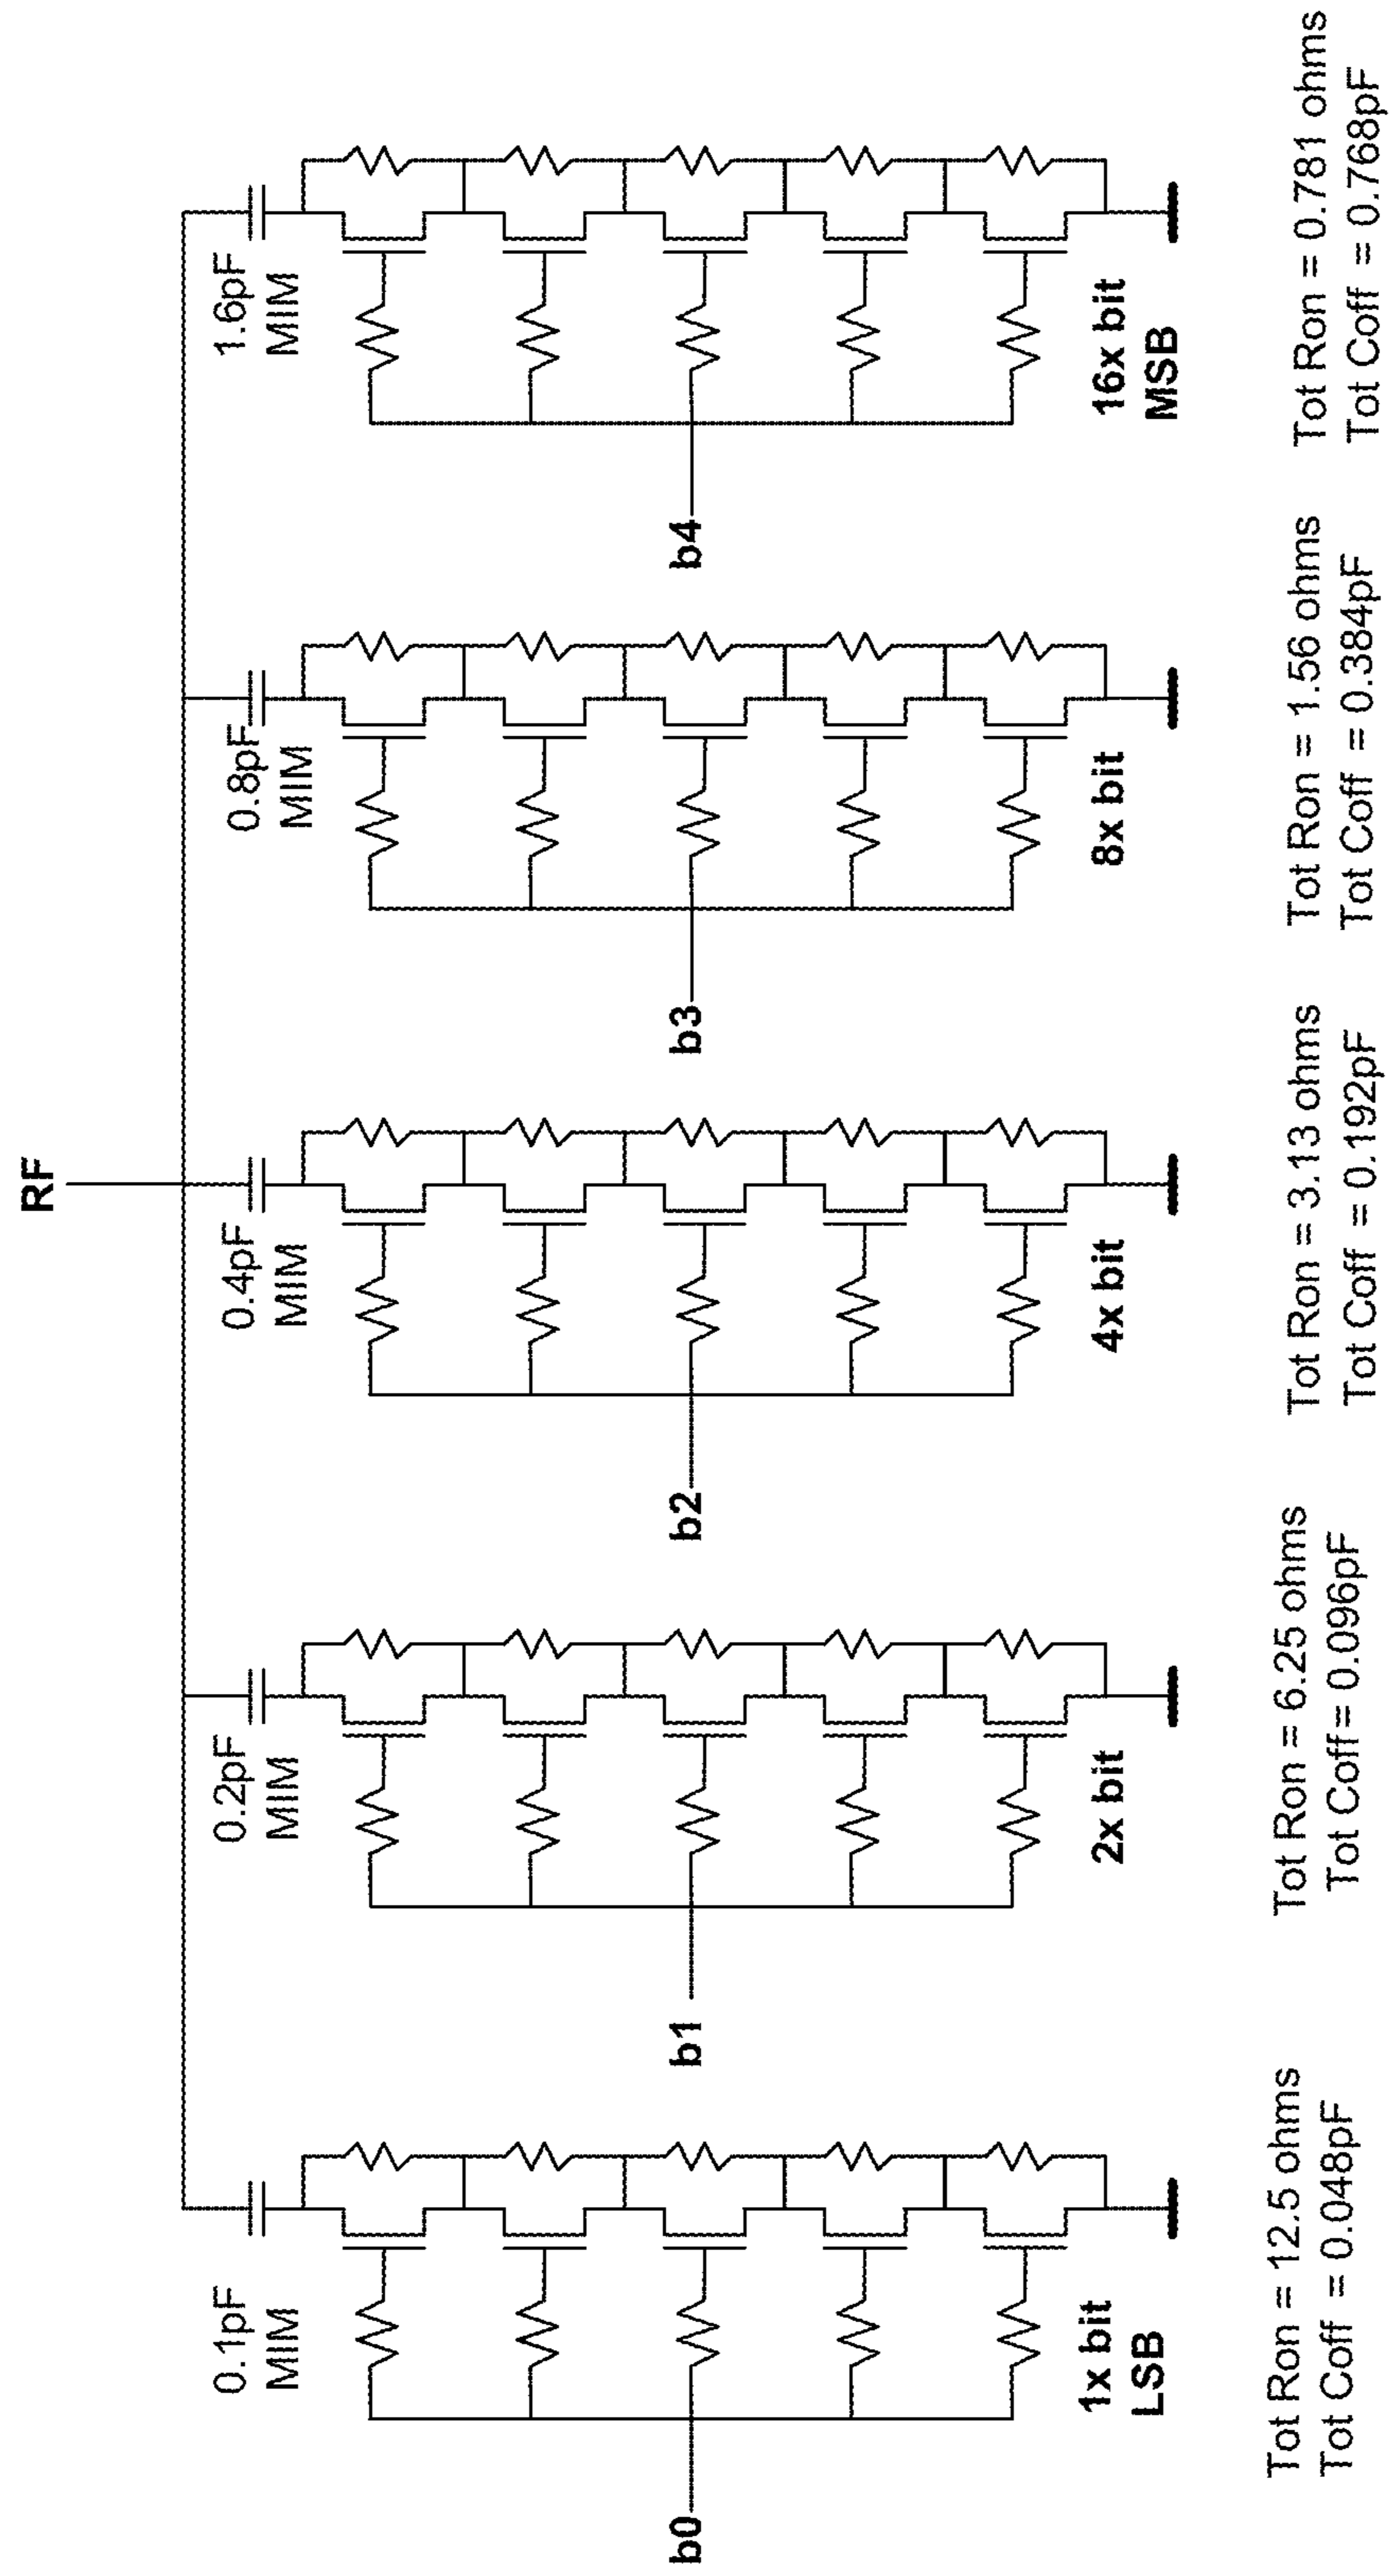 RF
0.1pF
MIM
0.2pF
MIM
0.4pF
MIM
0.8pF
MIM
1.6pF
MIM
b0
b1
b2
b3
b4
1x bit
LSB
2x bit
4x bit
8x bit
16x bit
MSB
Tot Ron = 12.5 ohms
Tot Coff = 0.048pF
Tot Ron = 6.25 ohms
Tot Coff= 0.096pF
Tot Ron = 3.13 ohms
Tot Coff = 0.192pF
Tot Ron = 1.56 ohms
Tot Coff = 0.384pF
Tot Ron = 0.781 ohms
Tot Coff = 0.768pF